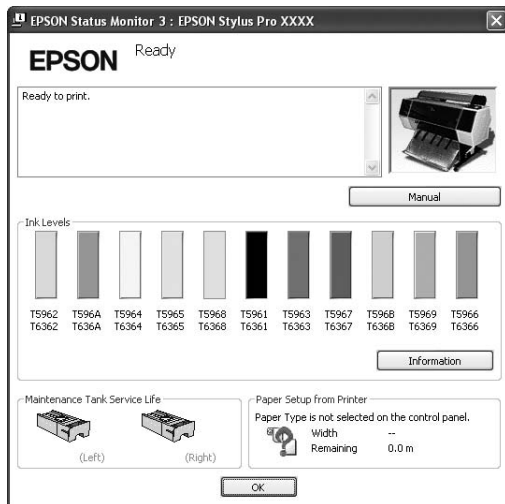 EPSON Status Monitor 3 : EPSON Stylus Pro XXXX
EPSON
Ready
Ready to print.
Manual
Ink Levels
T5962 T596A T5964 T5965 T5968 T5961 T5963 T5967 T596B T5969 T5966
T6362 T636A T6364 T6365 T6368 T6361 T6363 T6367 T636B T6369 T6366
Information
Maintenance Tank Service Life
(Left) (Right)
Paper Setup from Printer
Paper Type is not selected on the control panel.
Width --
Remaining 0.0 m
OK